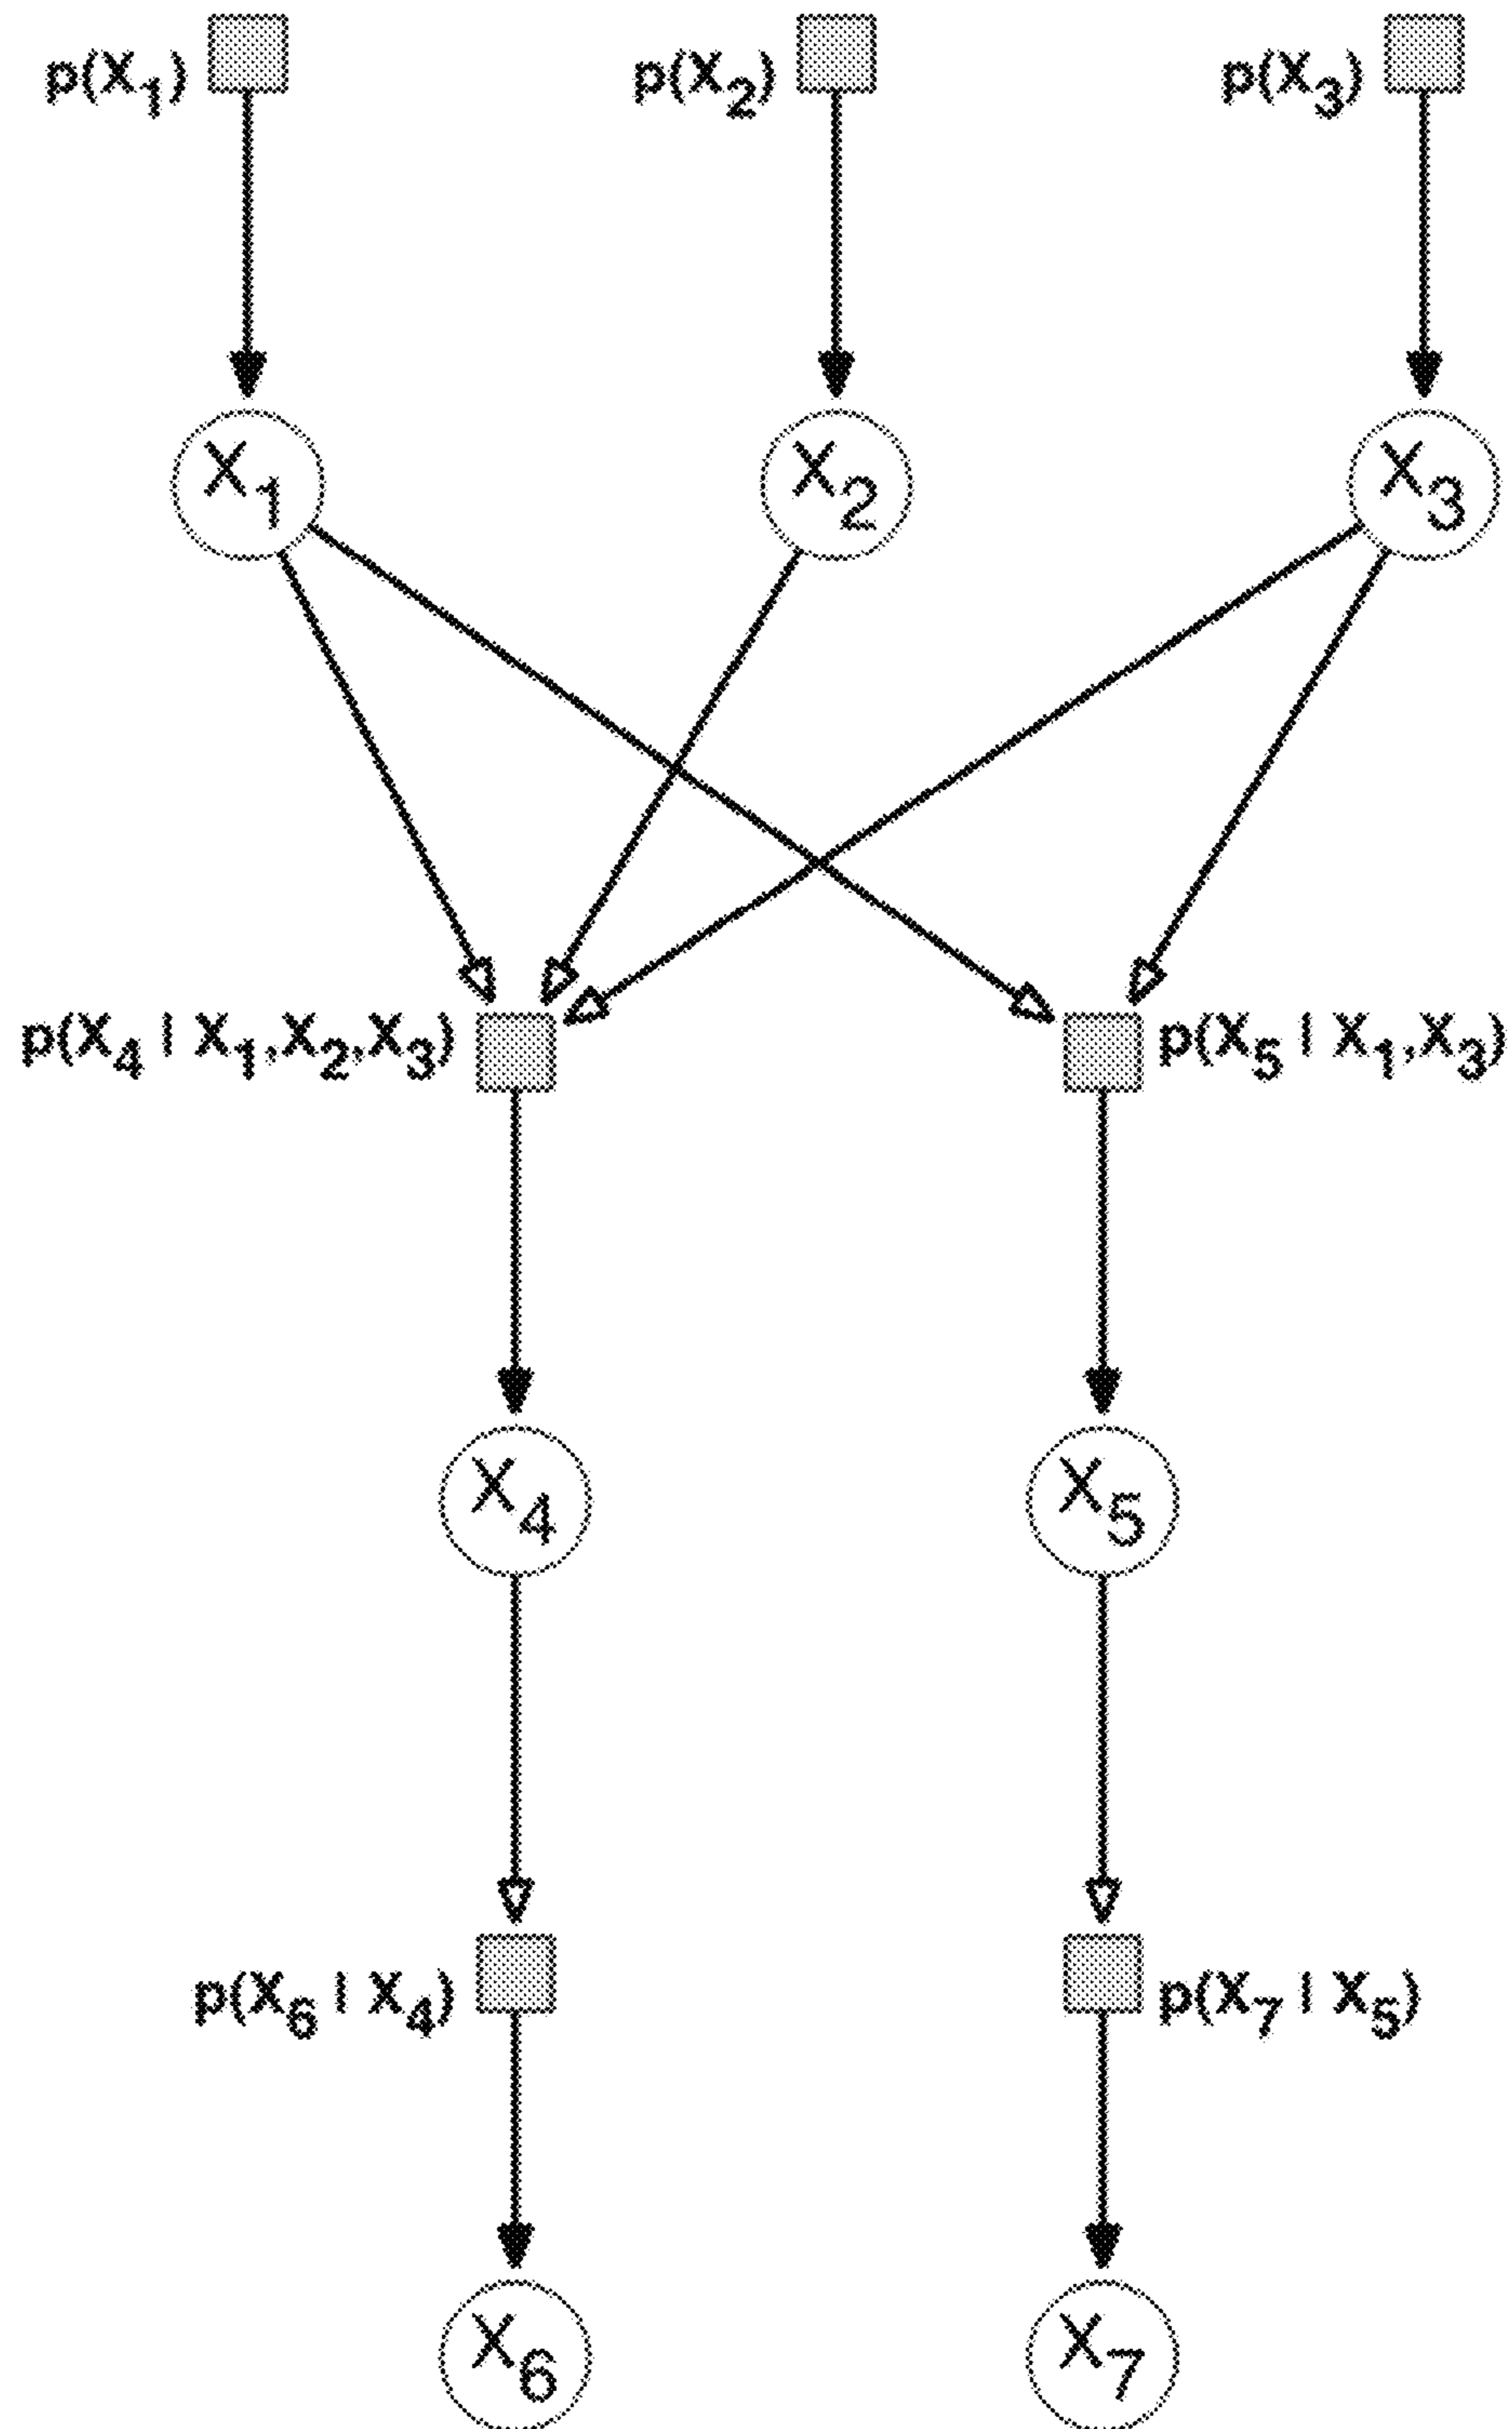 p(X₁) p(X₂) p(X₃)
X₁ X₂ X₃
p(X₄ | X₁,X₂,X₃) p(X₅ | X₁,X₃)
X₄ X₅
p(X₆ | X₄) p(X₇ | X₅)
X₆ X₇